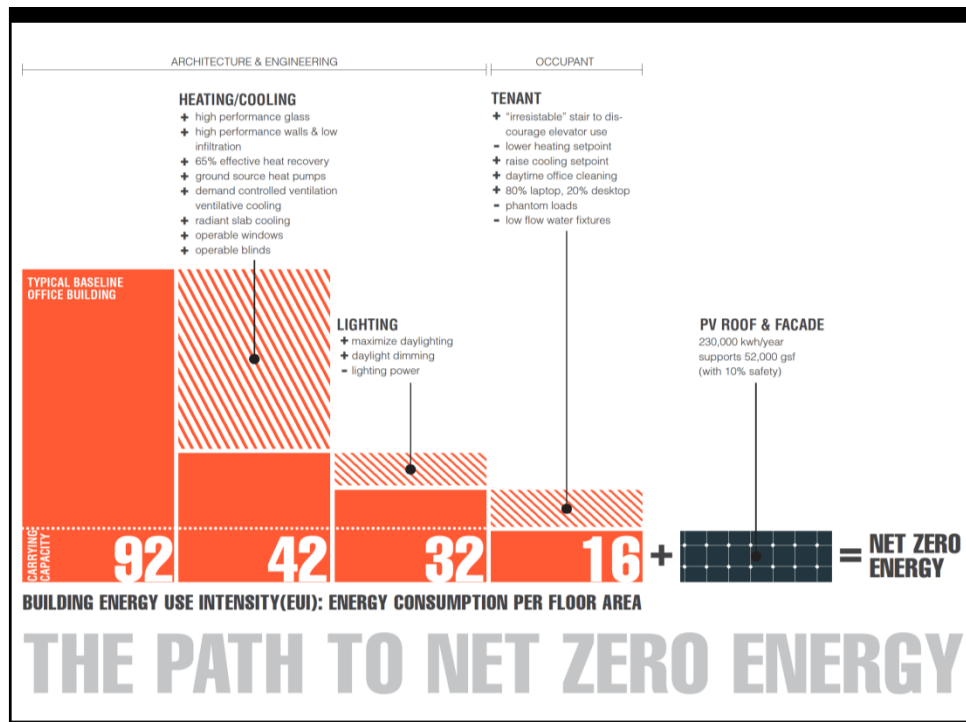 ARCHITECTURE & ENGINEERING
OCCUPANT
HEATING/COOLING
+ high performance glass
+ high performance walls & low
infiltration
+ 65% effective heat recovery
+ ground source heat pumps
+ demand controlled ventilation
ventilative cooling
+ radiant slab cooling
+ operable windows
+ operable blinds
TENANT
+ "irresistable" stair to dis-
courage elevator use
- lower heating setpoint
+ raise cooling setpoint
+ daytime office cleaning
+ 80% laptop, 20% desktop
- phantom loads
- low flow water fixtures
TYPICAL BASELINE
OFFICE BUILDING
LIGHTING
+ maximize daylighting
+ daylight dimming
- lighting power
PV ROOF & FACADE
230,000 kwh/year
supports 52,000 gsf
(with 10% safety)
CARRYING
CAPACITY
92
42
32
16
+
=
NET ZERO
ENERGY
BUILDING ENERGY USE INTENSITY(EUI): ENERGY CONSUMPTION PER FLOOR AREA
THE PATH TO NET ZERO ENERGY